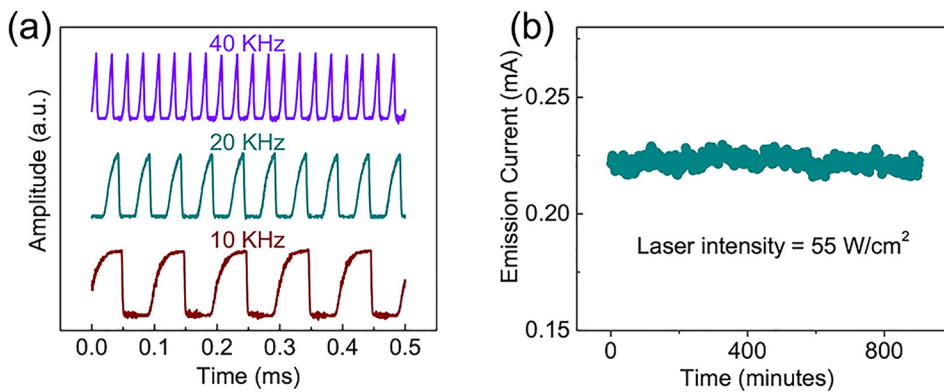 (a)
Amplitude (a.u.)
40 KHz
20 KHz
10 KHz
0.0 0.1 0.2 0.3 0.4 0.5
Time (ms)
(b)
Emission Current (mA)
0.25
0.20
0.15
Laser intensity = 55 W/cm²
0 400 800
Time (minutes)